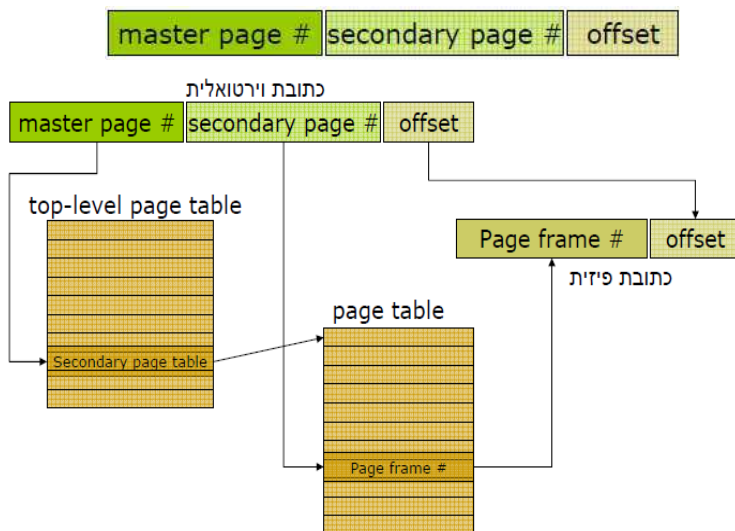 master page # secondary page # offset
כתובת וירטואלית
master page # secondary page # offset
top-level page table
Page frame # offset
כתובת פיזית
page table
Secondary page table
Page frame #